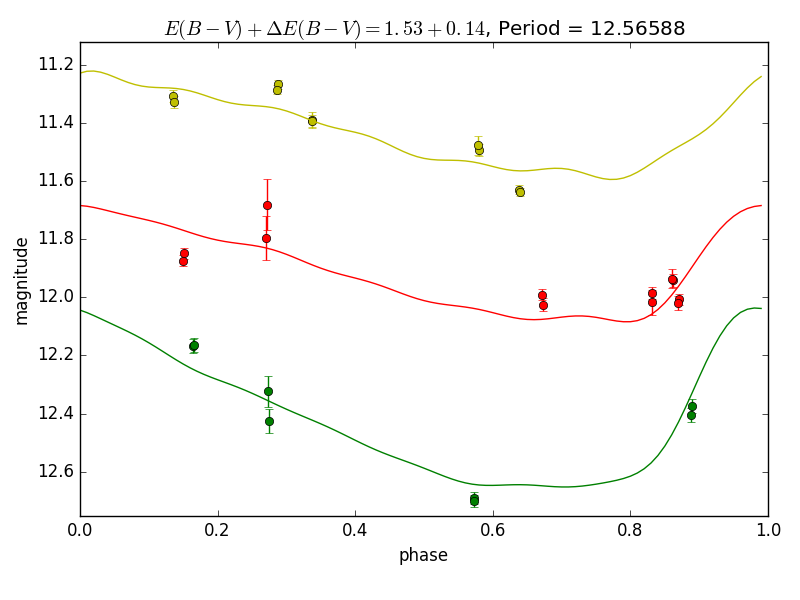 E(B − V) + ΔE(B − V) = 1.53 + 0.14, Period = 12.56588
11.2
11.4
11.6
11.8
12.0
12.2
12.4
12.6
magnitude
0.0 0.2 0.4 0.6 0.8 1.0
phase